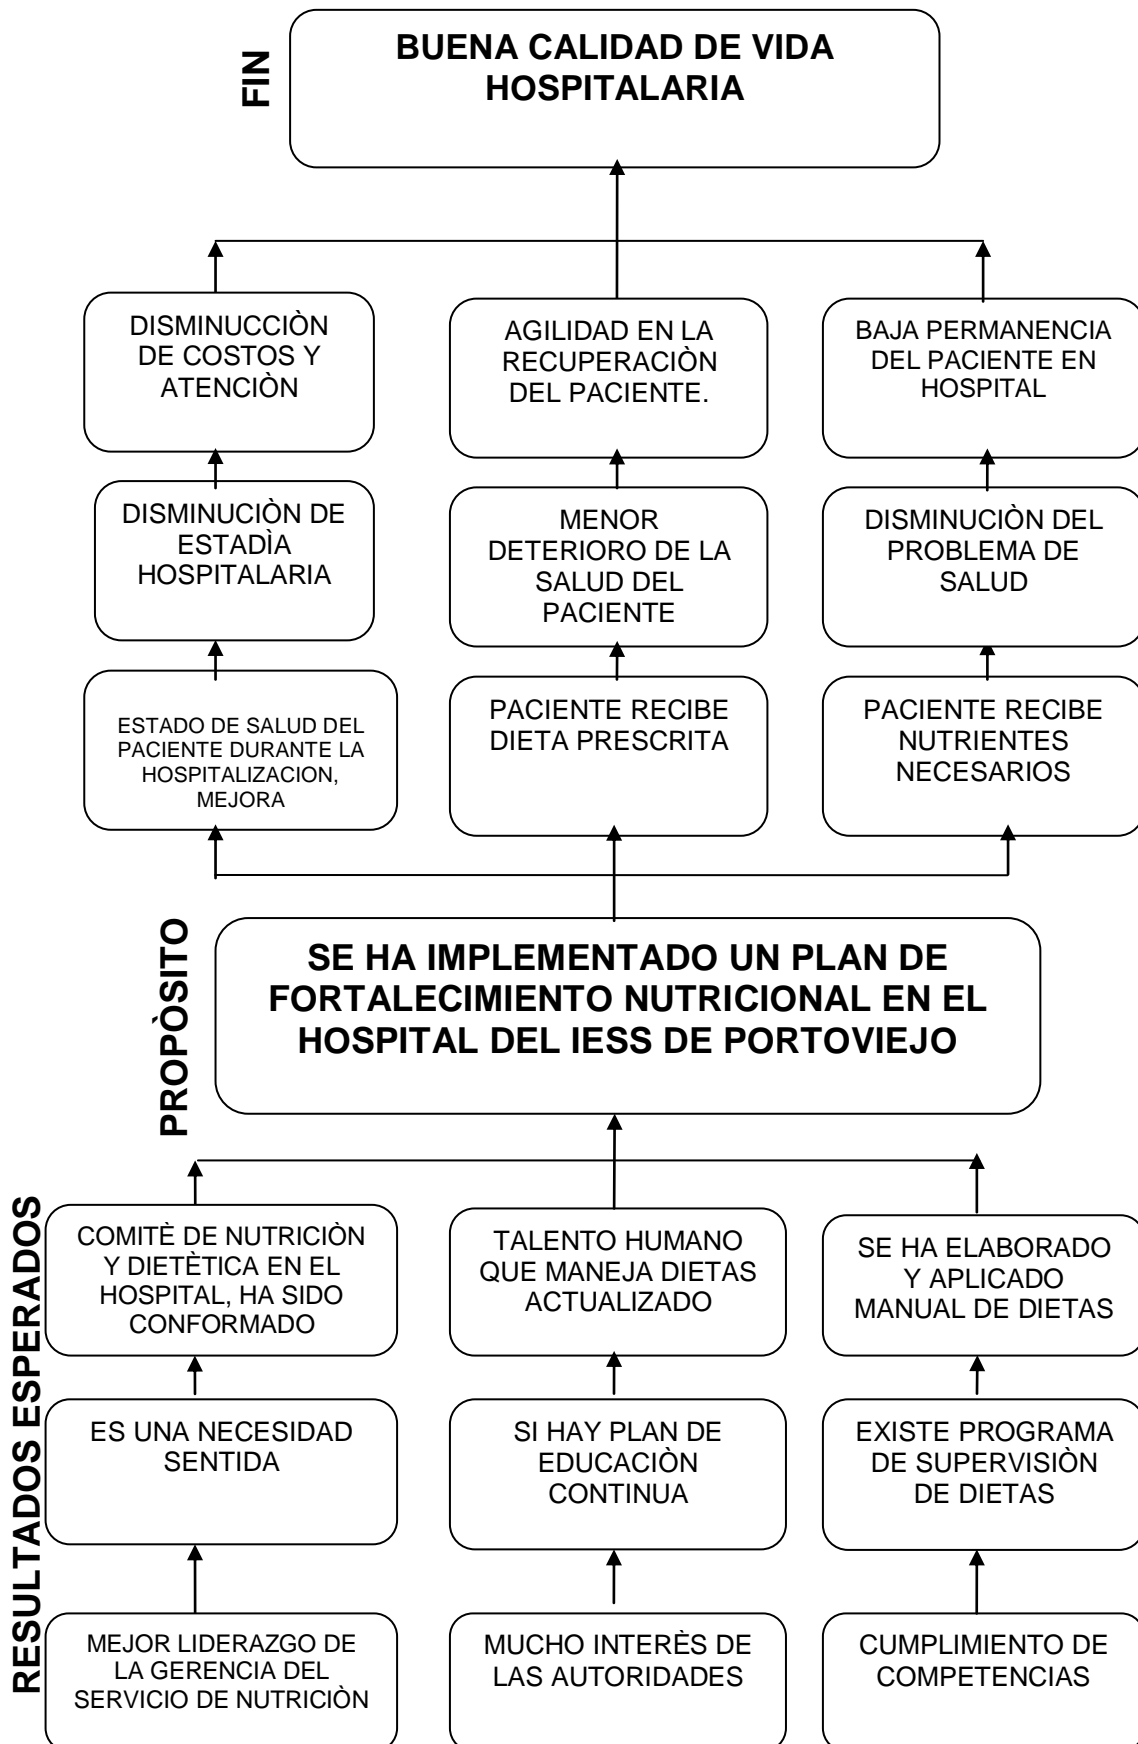 FIN
BUENA CALIDAD DE VIDA
HOSPITALARIA
DISMINUCCIÒN
DE COSTOS Y
ATENCIÒN
AGILIDAD EN LA
RECUPERACIÒN
DEL PACIENTE.
BAJA PERMANENCIA
DEL PACIENTE EN
HOSPITAL
DISMINUCIÒN DE
ESTADÌA
HOSPITALARIA
MENOR
DETERIORO DE LA
SALUD DEL
PACIENTE
DISMINUCIÒN DEL
PROBLEMA DE
SALUD
ESTADO DE SALUD DEL
PACIENTE DURANTE LA
HOSPITALIZACION,
MEJORA
PACIENTE RECIBE
DIETA PRESCRITA
PACIENTE RECIBE
NUTRIENTES
NECESARIOS
PROPÒSITO
SE HA IMPLEMENTADO UN PLAN DE
FORTALECIMIENTO NUTRICIONAL EN EL
HOSPITAL DEL IESS DE PORTOVIEJO
RESULTADOS ESPERADOS
COMITÈ DE NUTRICIÒN
Y DIETÈTICA EN EL
HOSPITAL, HA SIDO
CONFORMADO
TALENTO HUMANO
QUE MANEJA DIETAS
ACTUALIZADO
SE HA ELABORADO
Y APLICADO
MANUAL DE DIETAS
ES UNA NECESIDAD
SENTIDA
SI HAY PLAN DE
EDUCACIÒN
CONTINUA
EXISTE PROGRAMA
DE SUPERVISIÒN
DE DIETAS
MEJOR LIDERAZGO DE
LA GERENCIA DEL
SERVICIO DE NUTRICIÒN
MUCHO INTERÈS DE
LAS AUTORIDADES
CUMPLIMIENTO DE
COMPETENCIAS